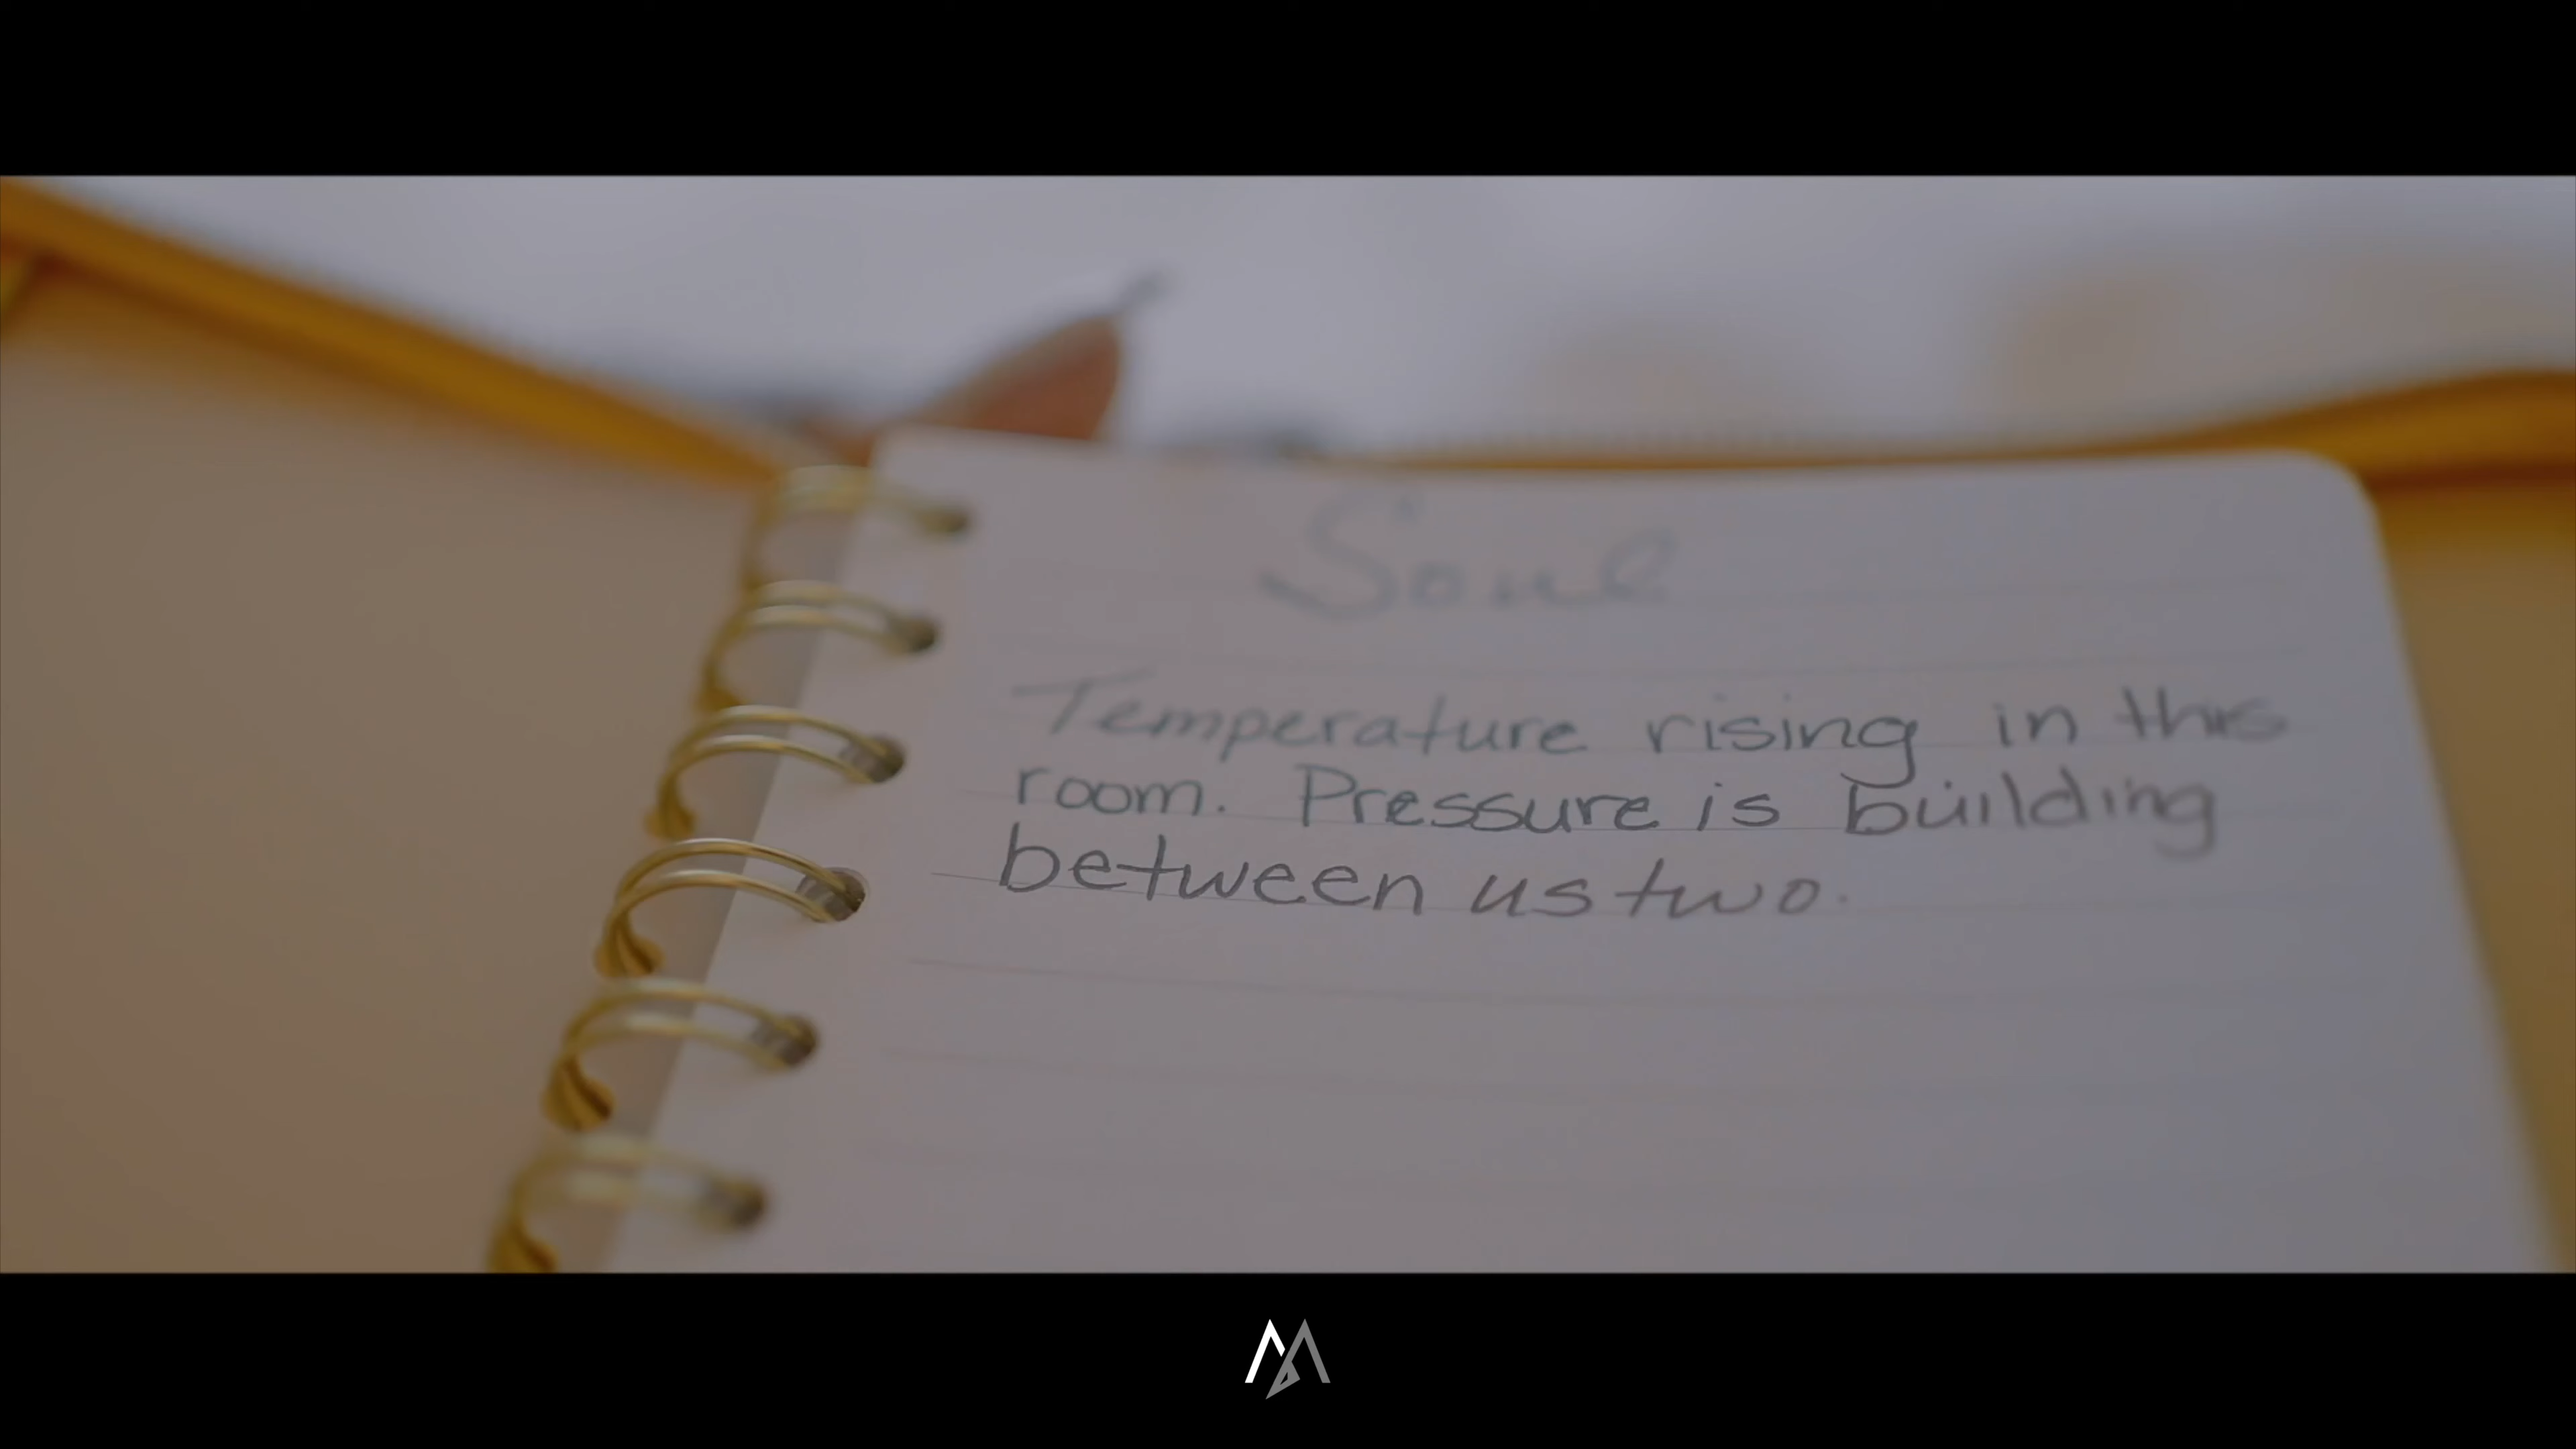 Soul
Temperature rising in this
room. Pressure is building
between us two.